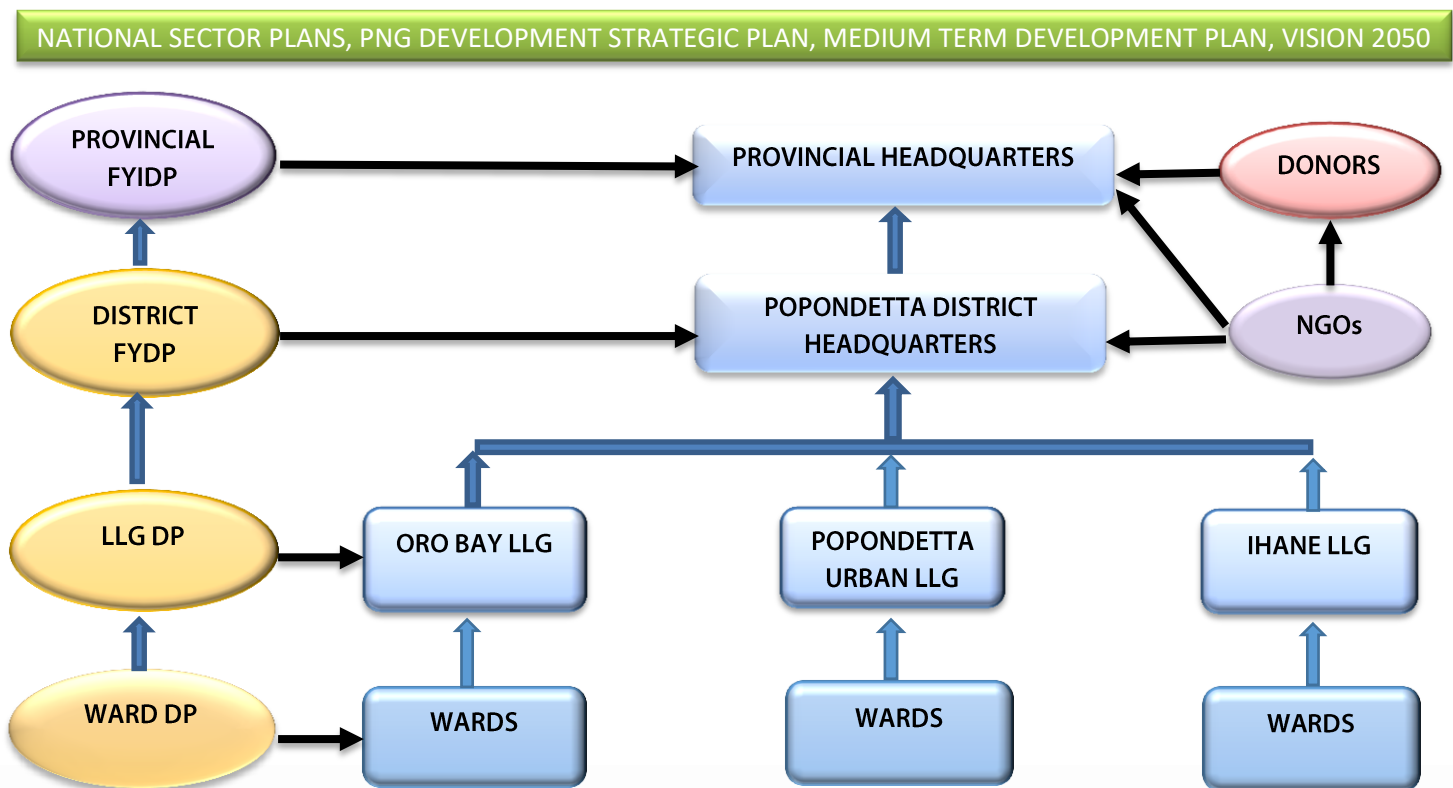 NATIONAL SECTOR PLANS, PNG DEVELOPMENT STRATEGIC PLAN, MEDIUM TERM DEVELOPMENT PLAN, VISION 2050
PROVINCIAL
FYIDP
PROVINCIAL HEADQUARTERS
DONORS
DISTRICT
FYDP
POPONDETTA DISTRICT
HEADQUARTERS
NGOs
LLG DP
ORO BAY LLG
POPONDETTA
URBAN LLG
IHANE LLG
WARD DP
WARDS
WARDS
WARDS